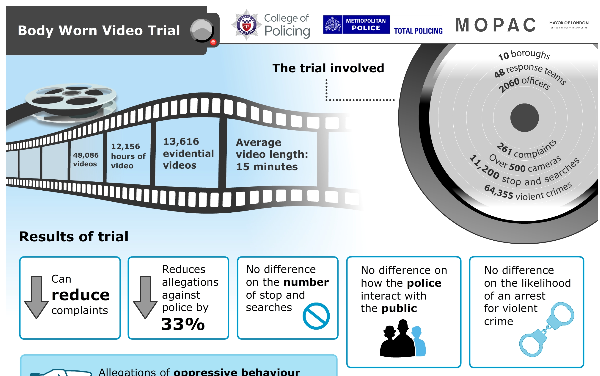 Body Worn Video Trial
College of
Policing
METROPOLITAN
POLICE
TOTAL POLICING
MOPAC
MAYOR OF LONDON
The trial involved
10 boroughs
48 response teams
2060 officers
261 complaints
Over 500 cameras
11,200 stop and searches
64,355 violent crimes
48,086
videos
12,156
hours of
video
13,616
evidential
videos
Average
video length:
15 minutes
Results of trial
Can
reduce
complaints
Reduces
allegations
against
police by
33%
No difference
on the number
of stop and
searches
No difference on
how the police
interact with
the public
No difference
on the likelihood
of an arrest
for violent
crime
Allegations of oppressive behaviour